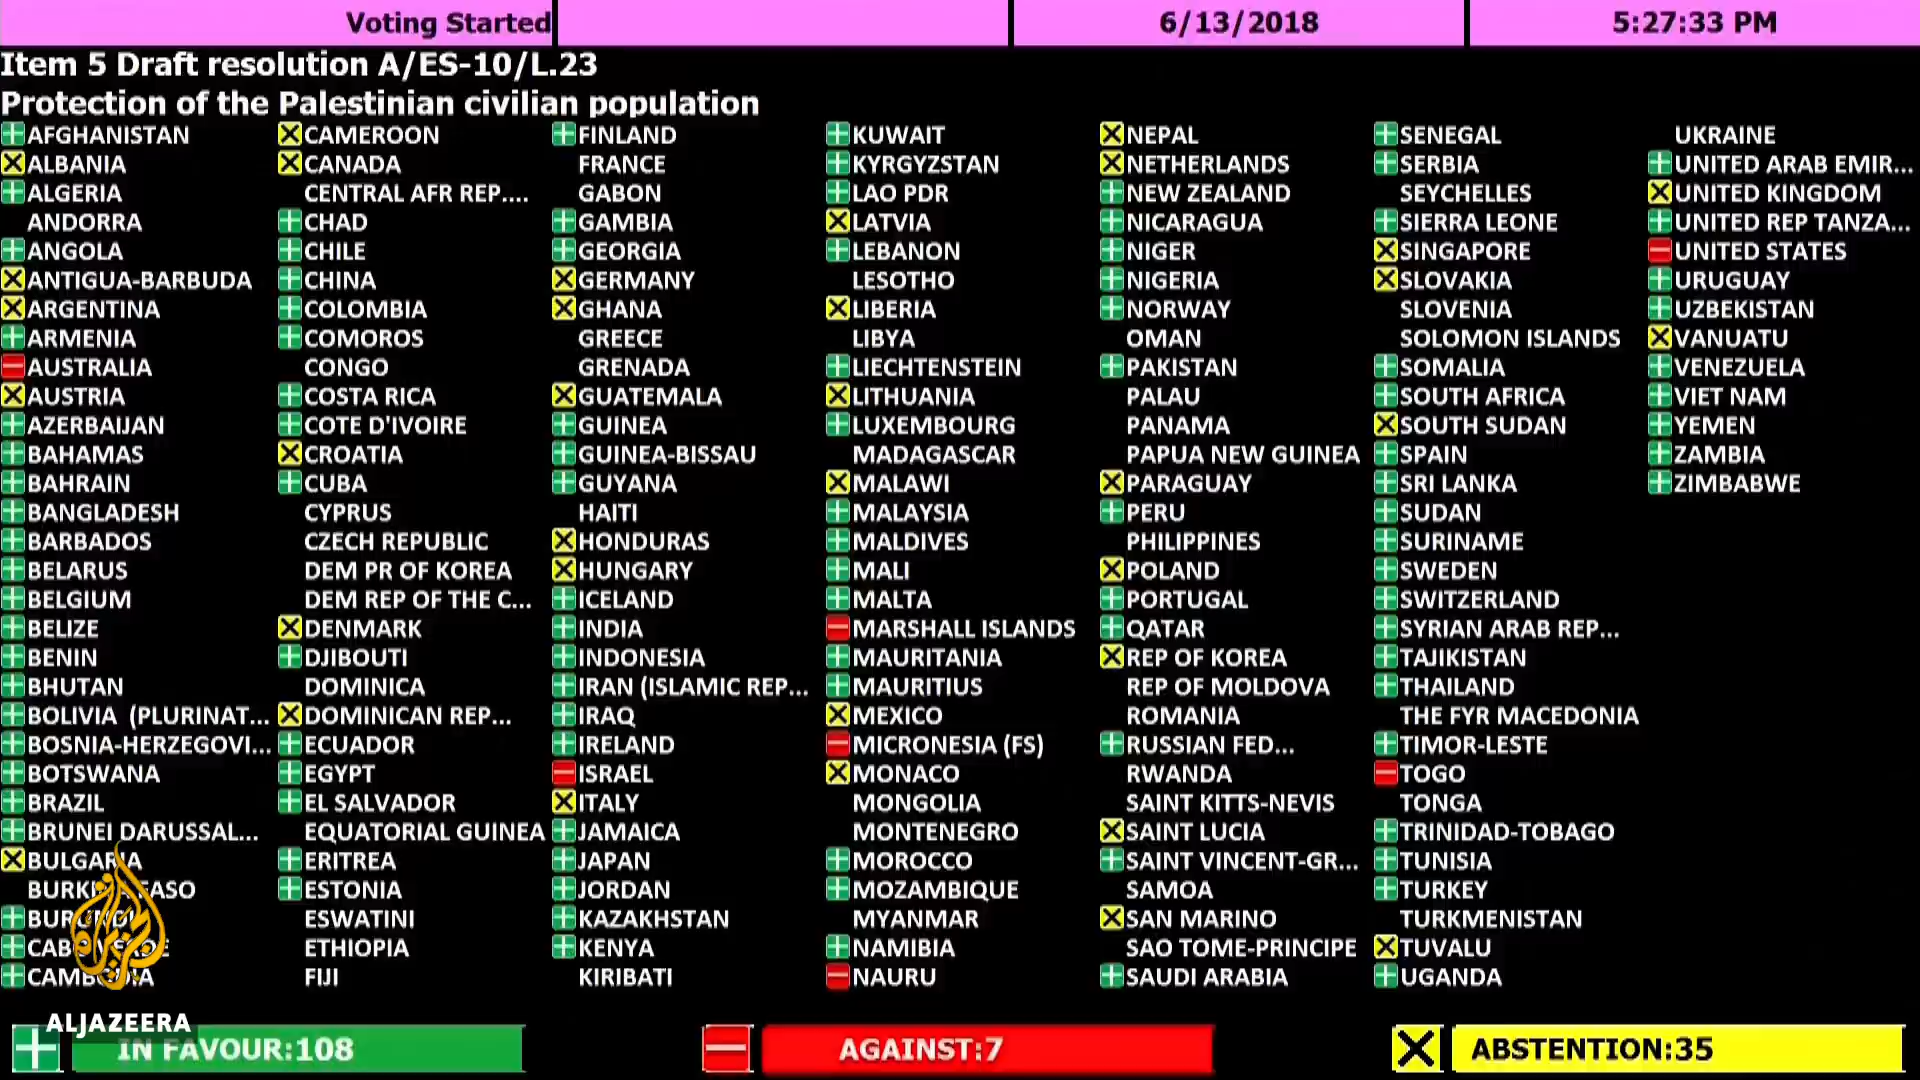 Voting Started 6/13/2018 5:27:33 PM
Item 5 Draft resolution A/ES-10/L.23
Protection of the Palestinian civilian population
AFGHANISTAN
ALBANIA
ALGERIA
ANDORRA
ANGOLA
ANTIGUA-BARBUDA
ARGENTINA
ARMENIA
AUSTRALIA
AUSTRIA
AZERBAIJAN
BAHAMAS
BAHRAIN
BANGLADESH
BARBADOS
BELARUS
BELGIUM
BELIZE
BENIN
BHUTAN
BOLIVIA (PLURINAT...
BOSNIA-HERZEGOVI...
BOTSWANA
BRAZIL
BRUNEI DARUSSAL...
BULGARIA
BURKINA FASO
BURUNDI
CABO VERDE
CAMBODIA
CAMEROON
CANADA
CENTRAL AFR REP....
CHAD
CHILE
CHINA
COLOMBIA
COMOROS
CONGO
COSTA RICA
COTE D'IVOIRE
CROATIA
CUBA
CYPRUS
CZECH REPUBLIC
DEM PR OF KOREA
DEM REP OF THE C...
DENMARK
DJIBOUTI
DOMINICA
DOMINICAN REP...
ECUADOR
EGYPT
EL SALVADOR
EQUATORIAL GUINEA
ERITREA
ESTONIA
ESWATINI
ETHIOPIA
FIJI
FINLAND
FRANCE
GABON
GAMBIA
GEORGIA
GERMANY
GHANA
GREECE
GRENADA
GUATEMALA
GUINEA
GUINEA-BISSAU
GUYANA
HAITI
HONDURAS
HUNGARY
ICELAND
INDIA
INDONESIA
IRAN (ISLAMIC REP...
IRAQ
IRELAND
ISRAEL
ITALY
JAMAICA
JAPAN
JORDAN
KAZAKHSTAN
KENYA
KIRIBATI
KUWAIT
KYRGYZSTAN
LAO PDR
LATVIA
LEBANON
LESOTHO
LIBERIA
LIBYA
LIECHTENSTEIN
LITHUANIA
LUXEMBOURG
MADAGASCAR
MALAWI
MALAYSIA
MALDIVES
MALI
MALTA
MARSHALL ISLANDS
MAURITANIA
MAURITIUS
MEXICO
MICRONESIA (FS)
MONACO
MONGOLIA
MONTENEGRO
MOROCCO
MOZAMBIQUE
MYANMAR
NAMIBIA
NAURU
NEPAL
NETHERLANDS
NEW ZEALAND
NICARAGUA
NIGER
NIGERIA
NORWAY
OMAN
PAKISTAN
PALAU
PANAMA
PAPUA NEW GUINEA
PARAGUAY
PERU
PHILIPPINES
POLAND
PORTUGAL
QATAR
REP OF KOREA
REP OF MOLDOVA
ROMANIA
RUSSIAN FED...
RWANDA
SAINT KITTS-NEVIS
SAINT LUCIA
SAINT VINCENT-GR...
SAMOA
SAN MARINO
SAO TOME-PRINCIPE
SAUDI ARABIA
SENEGAL
SERBIA
SEYCHELLES
SIERRA LEONE
SINGAPORE
SLOVAKIA
SLOVENIA
SOLOMON ISLANDS
SOMALIA
SOUTH AFRICA
SOUTH SUDAN
SPAIN
SRI LANKA
SUDAN
SURINAME
SWEDEN
SWITZERLAND
SYRIAN ARAB REP...
TAJIKISTAN
THAILAND
THE FYR MACEDONIA
TIMOR-LESTE
TOGO
TONGA
TRINIDAD-TOBAGO
TUNISIA
TURKEY
TURKMENISTAN
TUVALU
UGANDA
UKRAINE
UNITED ARAB EMIR...
UNITED KINGDOM
UNITED REP TANZA...
UNITED STATES
URUGUAY
UZBEKISTAN
VANUATU
VENEZUELA
VIET NAM
YEMEN
ZAMBIA
ZIMBABWE
ALJAZEERA
IN FAVOUR:108
AGAINST:7
ABSTENTION:35